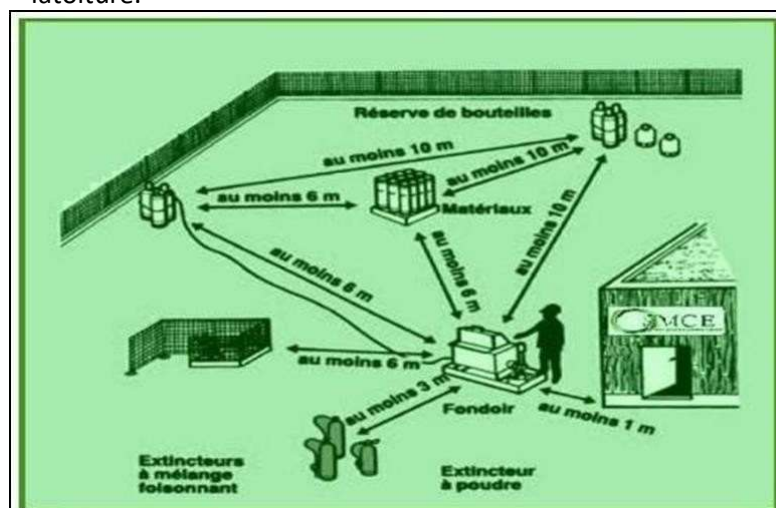 latoiture.
Réserve de bouteilles
au moins 10 m
au moins 10 m
au moins 6 m
Matériaux
au moins 10 m
au moins 6 m
au moins 6 m
MCE
au moins 6 m
au moins 3 m
Fondoir
au moins 1 m
Extincteurs
à mélange
foisonnant
Extincteur
à poudre